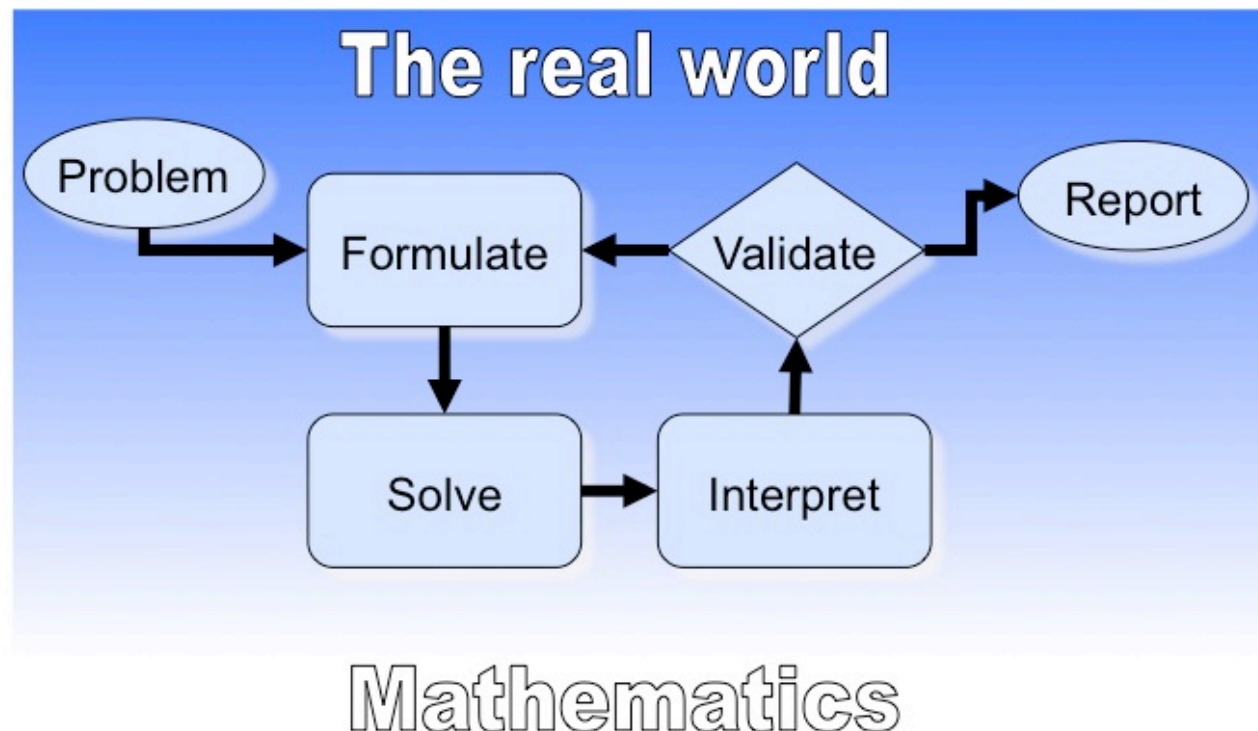 The real world
Problem
Formulate
Validate
Report
Solve
Interpret
Mathematics